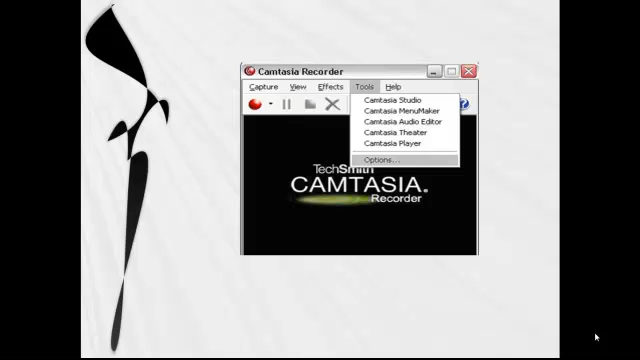 Camtasia Recorder
Capture View Effects Tools Help
Camtasia Studio
Camtasia MenuMaker
Camtasia Audio Editor
Camtasia Theater
Camtasia Player
Options...
TechSmith
CAMTASIA.
Recorder